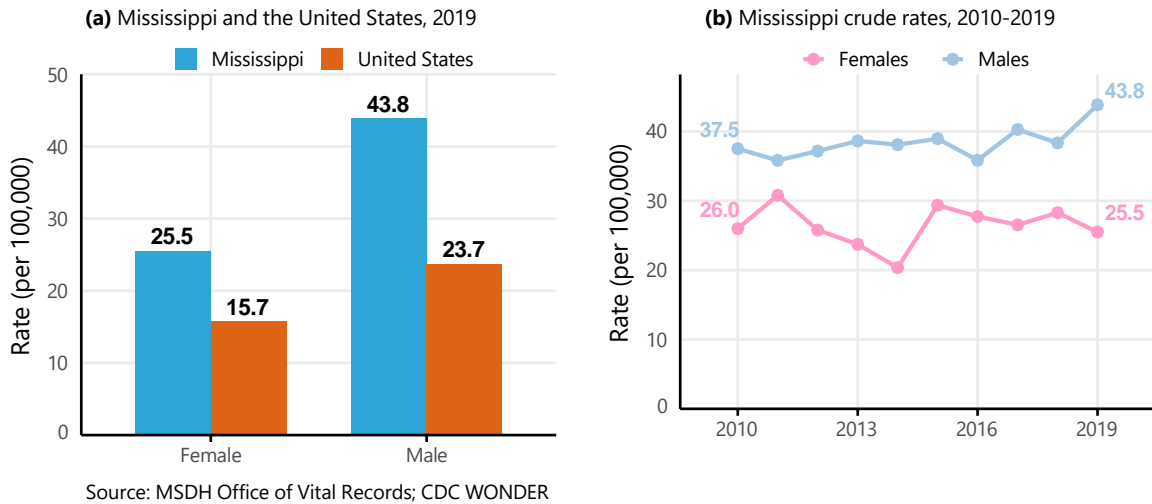 (a) Mississippi and the United States, 2019
Mississippi
United States
Rate (per 100,000)
50
40
30
20
10
0
25.5
15.7
43.8
23.7
Female
Male
Source: MSDH Office of Vital Records; CDC WONDER
(b) Mississippi crude rates, 2010-2019
Females
Males
Rate (per 100,000)
40
30
20
10
0
37.5
43.8
26.0
25.5
2010
2013
2016
2019